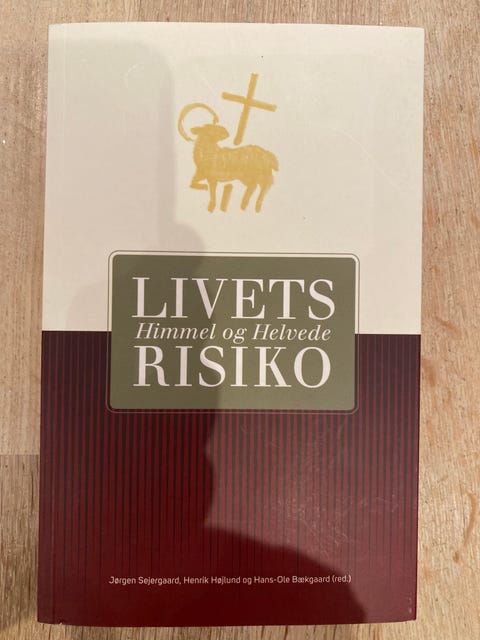 LIVETS
Himmel og Helvede
RISIKO
Jørgen Sejergaard, Henrik Højlund og Hans-Ole Bækgaard (red.)